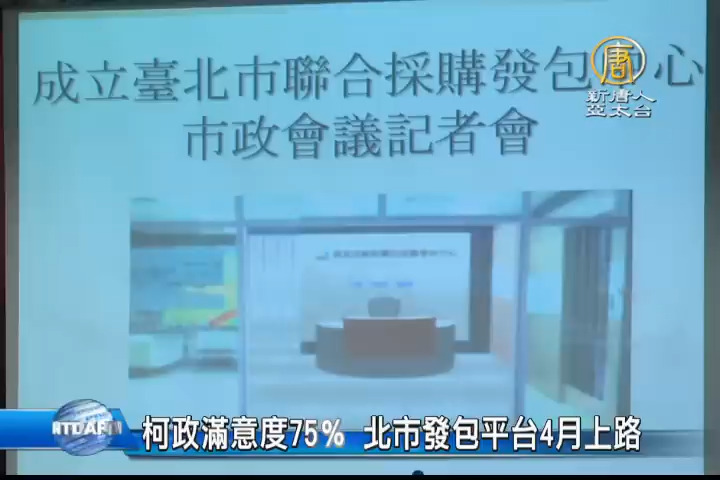 成立臺北市聯合採購發包中心
市政會議記者會
唐
新唐人
亞太台
NTDAPTV
柯政滿意度75% 北市發包平台4月上路